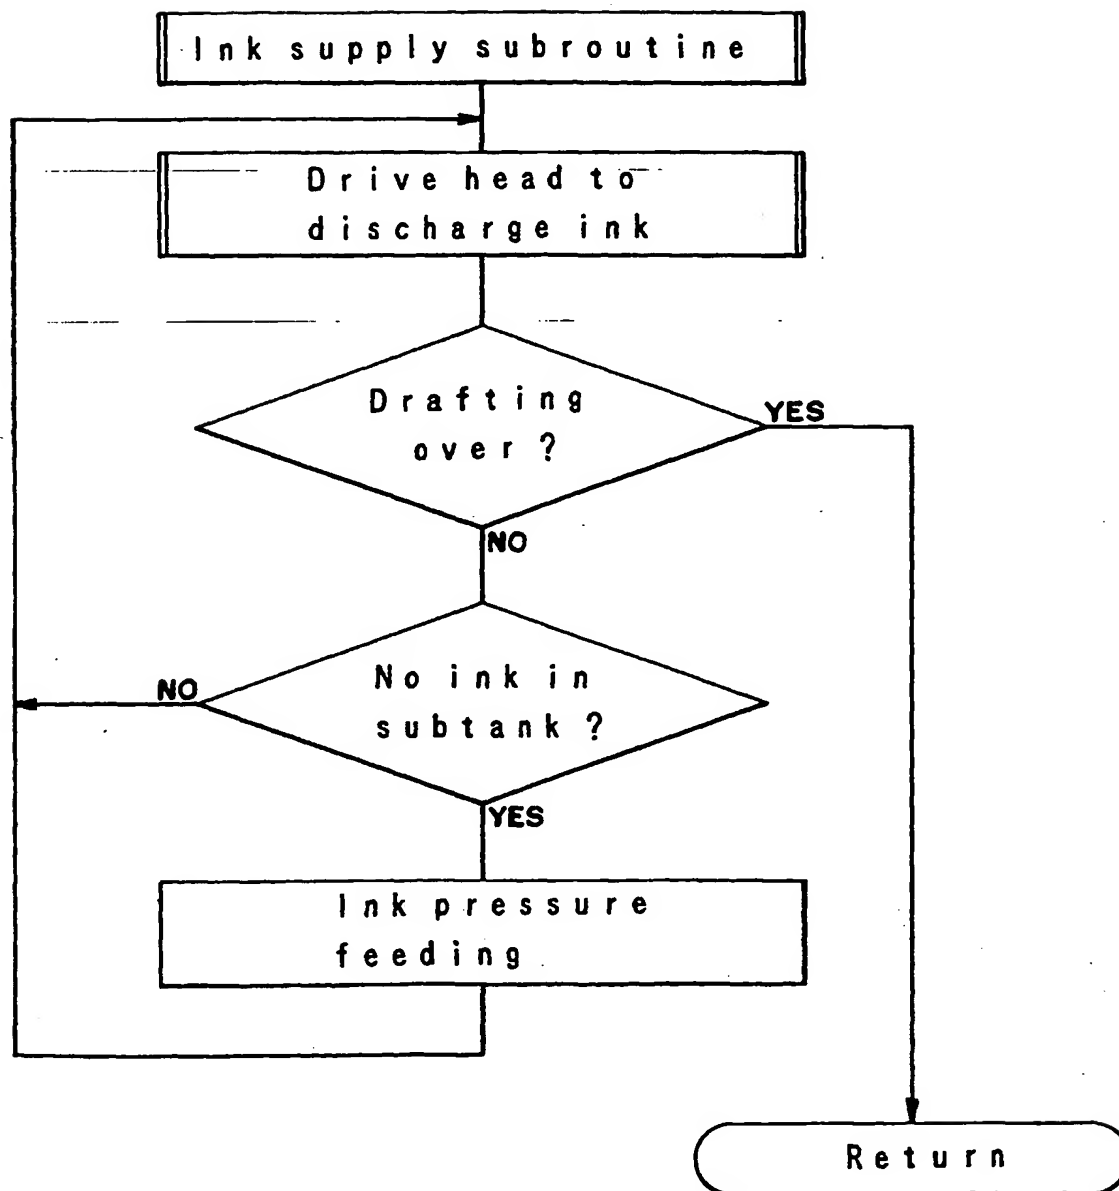 Ink supply subroutine
Drive head to
discharge ink
Drafting
over ?
YES
NO
No ink in
subtank ?
NO
YES
Ink pressure
feeding
Return